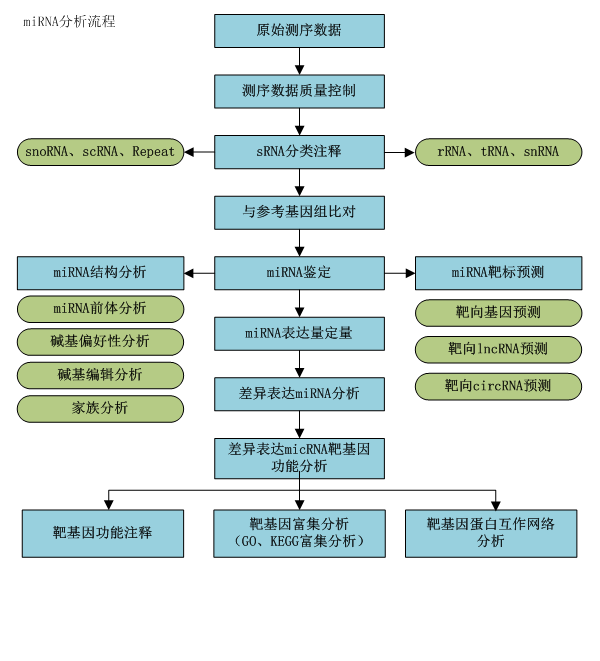 miRNA分析流程
原始测序数据
测序数据质量控制
snoRNA、scRNA、Repeat
sRNA分类注释
rRNA、tRNA、snRNA
与参考基因组比对
miRNA结构分析
miRNA鉴定
miRNA靶标预测
miRNA前体分析
碱基偏好性分析
碱基编辑分析
家族分析
靶向基因预测
靶向lncRNA预测
靶向circRNA预测
miRNA表达量定量
差异表达miRNA分析
差异表达micRNA靶基因
功能分析
靶基因功能注释
靶基因富集分析
（GO、KEGG富集分析）
靶基因蛋白互作网络
分析